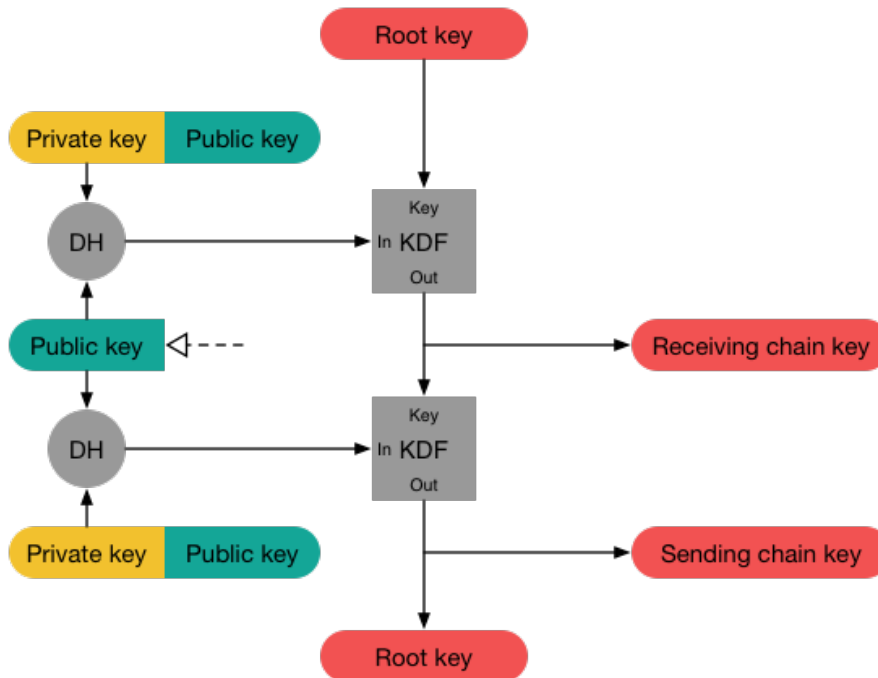 Root key
Private key Public key
Key
DH
In KDF
Out
Public key
Receiving chain key
Key
DH
In KDF
Out
Private key Public key
Sending chain key
Root key